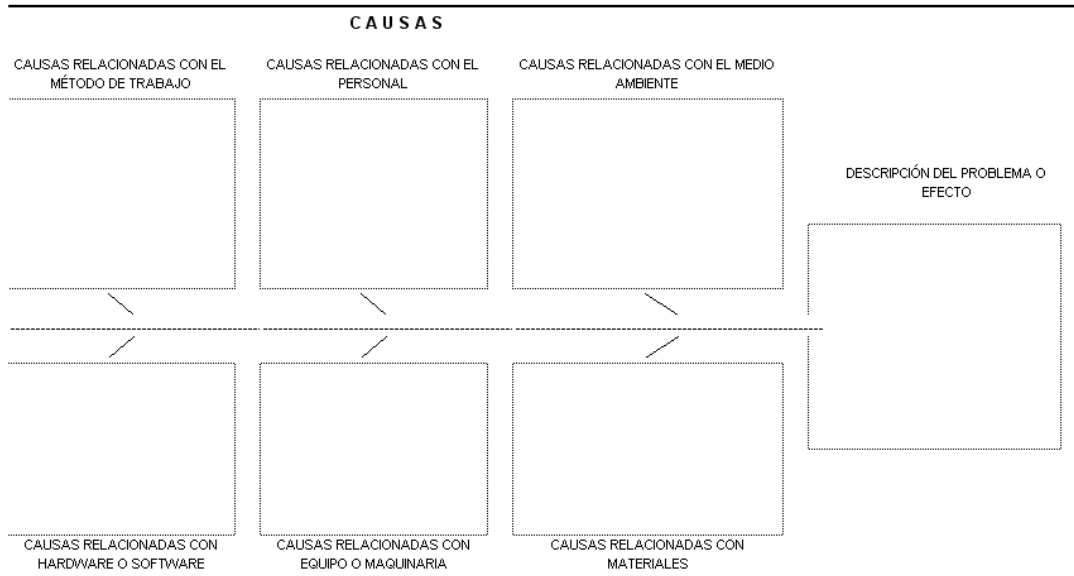 CAUSAS
CAUSAS RELACIONADAS CON EL
MÉTODO DE TRABAJO
CAUSAS RELACIONADAS CON EL
PERSONAL
CAUSAS RELACIONADAS CON EL MEDIO
AMBIENTE
DESCRIPCIÓN DEL PROBLEMA O
EFECTO
CAUSAS RELACIONADAS CON
HARDWARE O SOFTWARE
CAUSAS RELACIONADAS CON
EQUIPO O MAQUINARIA
CAUSAS RELACIONADAS CON
MATERIALES